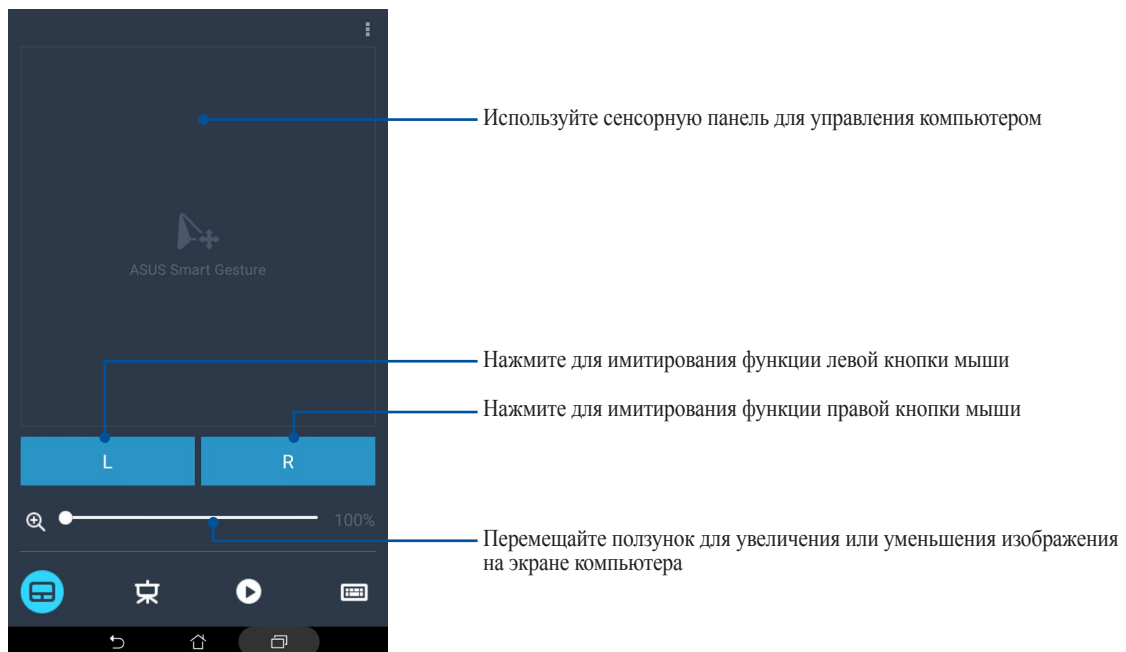 Используйте сенсорную панель для управления компьютером
ASUS Smart Gesture
Нажмите для имитирования функции левой кнопки мыши
Нажмите для имитирования функции правой кнопки мыши
L
R
100%
Перемещайте ползунок для увеличения или уменьшения изображения
на экране компьютера